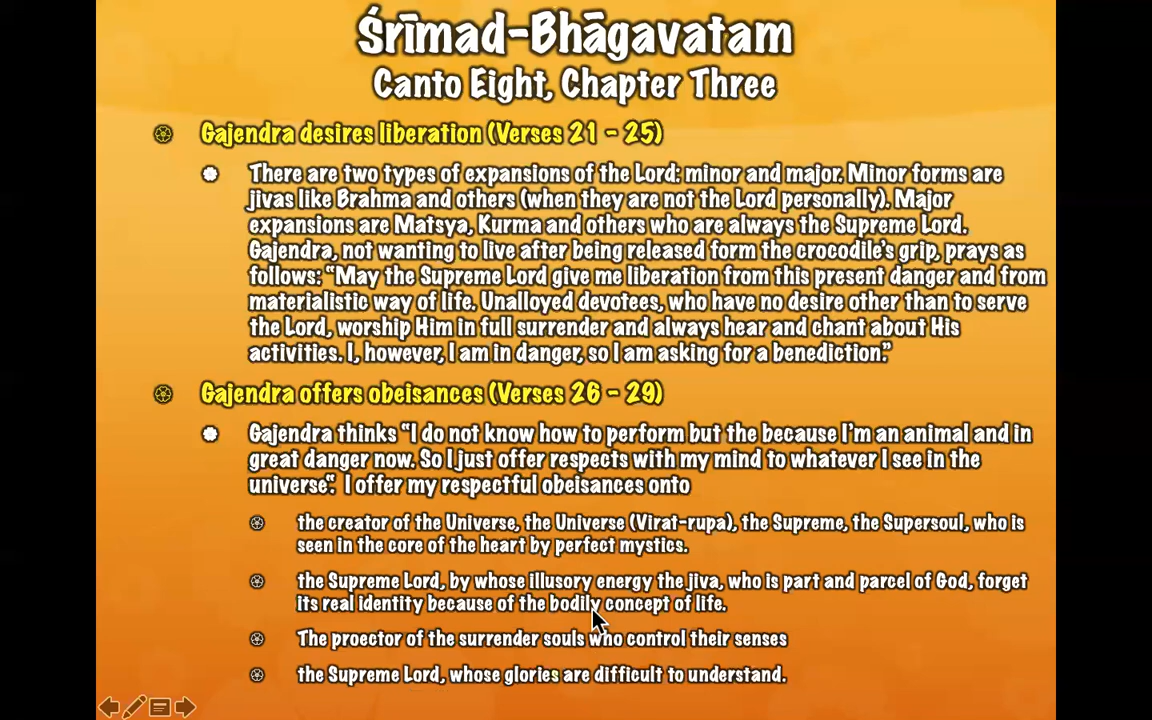 Śrīmad-Bhāgavatam
Canto Eight, Chapter Three
Gajendra desires liberation (Verses 21 - 25)
There are two types of expansions of the Lord: minor and major. Minor forms are
jivas like Brahma and others (when they are not the Lord personally). Major
expansions are Matsya, Kurma and others who are always the Supreme Lord.
Gajendra, not wanting to live after being released form the crocodile's grip, prays as
follows: "May the Supreme Lord give me liberation from this present danger and from
materialistic way of life. Unalloyed devotees, who have no desire other than to serve
the Lord, worship Him in full surrender and always hear and chant about His
activities. I, however, I am in danger, so I am asking for a benediction."
Gajendra offers obeisances (Verses 26 - 29)
Gajendra thinks "I do not know how to perform but the because I'm an animal and in
great danger now. So I just offer respects with my mind to whatever I see in the
universe". I offer my respectful obeisances onto
the creator of the Universe, the Universe (Virat-rupa), the Supreme, the Supersoul, who is
seen in the core of the heart by perfect mystics.
the Supreme Lord, by whose illusory energy the jiva, who is part and parcel of God, forget
its real identity because of the bodily concept of life.
The proector of the surrender souls who control their senses
the Supreme Lord, whose glories are difficult to understand.